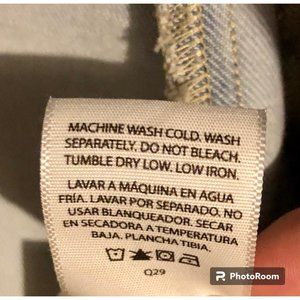 MACHINE WASH COLD. WASH
SEPARATELY. DO NOT BLEACH.
TUMBLE DRY LOW. LOW IRON.
LAVAR A MÁQUINA EN AGUA
FRÍA. LAVAR POR SEPARADO. NO
USAR BLANQUEADOR. SECAR
EN SECADORA A TEMPERATURA
BAJA. PLANCHA TIBIA.
Q29
PhotoRoom